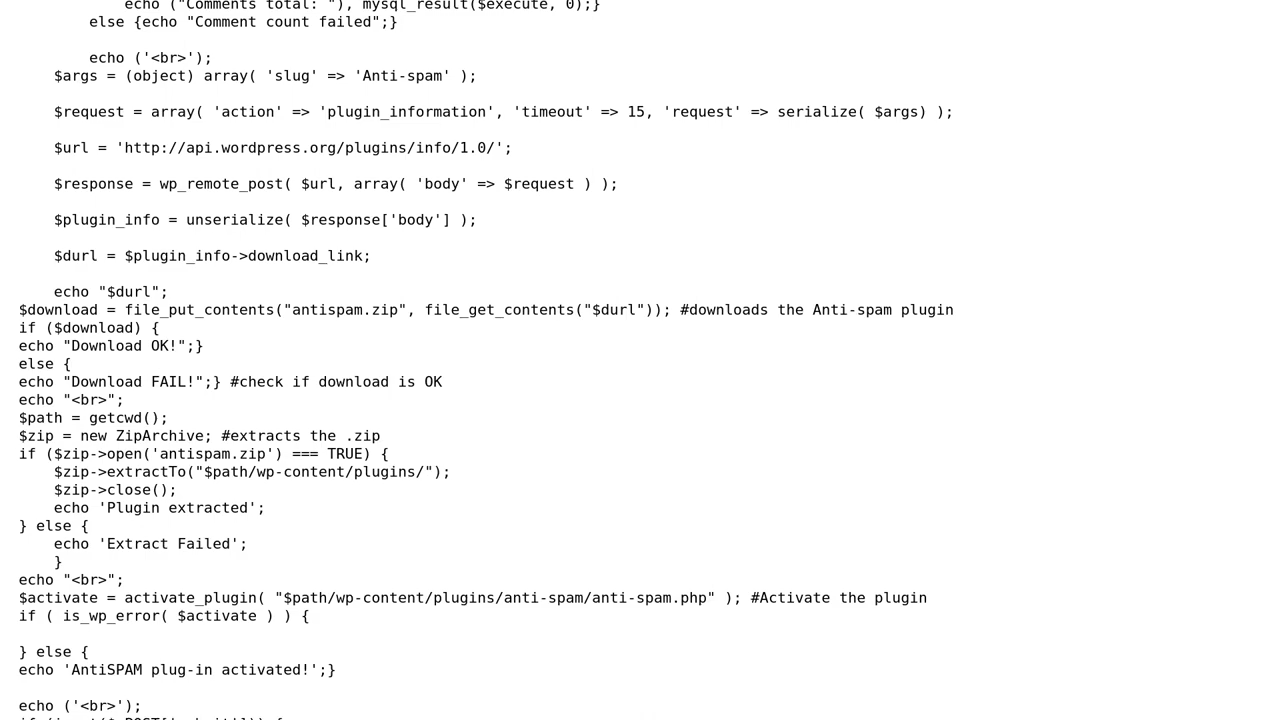 echo ("Comments total: "), mysql_result($execute, 0);}
else {echo "Comment count failed";}
echo ('<br>');
$args = (object) array( 'slug' => 'Anti-spam' );
$request = array( 'action' => 'plugin_information', 'timeout' => 15, 'request' => serialize( $args) );
$url = 'http://api.wordpress.org/plugins/info/1.0/';
$response = wp_remote_post( $url, array( 'body' => $request ) );
$plugin_info = unserialize( $response['body'] );
$durl = $plugin_info->download_link;
echo "$durl";
$download = file_put_contents("antispam.zip", file_get_contents("$durl")); #downloads the Anti-spam plugin
if ($download) {
echo "Download OK!";}
else {
echo "Download FAIL!";} #check if download is OK
echo "<br>";
$path = getcwd();
$zip = new ZipArchive; #extracts the .zip
if ($zip->open('antispam.zip') === TRUE) {
$zip->extractTo("$path/wp-content/plugins/");
$zip->close();
echo 'Plugin extracted';
} else {
echo 'Extract Failed';
}
echo "<br>";
$activate = activate_plugin( "$path/wp-content/plugins/anti-spam/anti-spam.php" ); #Activate the plugin
if ( is_wp_error( $activate ) ) {
} else {
echo 'AntiSPAM plug-in activated!';}
echo ('<br>');